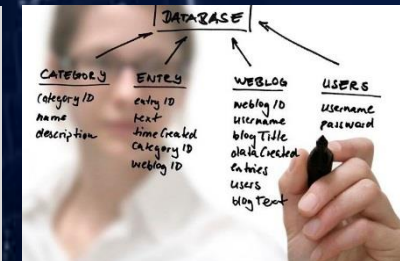 DATABASE
CATEGORY
category ID
name
description
ENTRY
entry ID
text
timeCreated
category ID
weblog ID
WEBLOG
weblog ID
username
blogTitle
dataCreated
entries
users
blogText
USERS
username
password